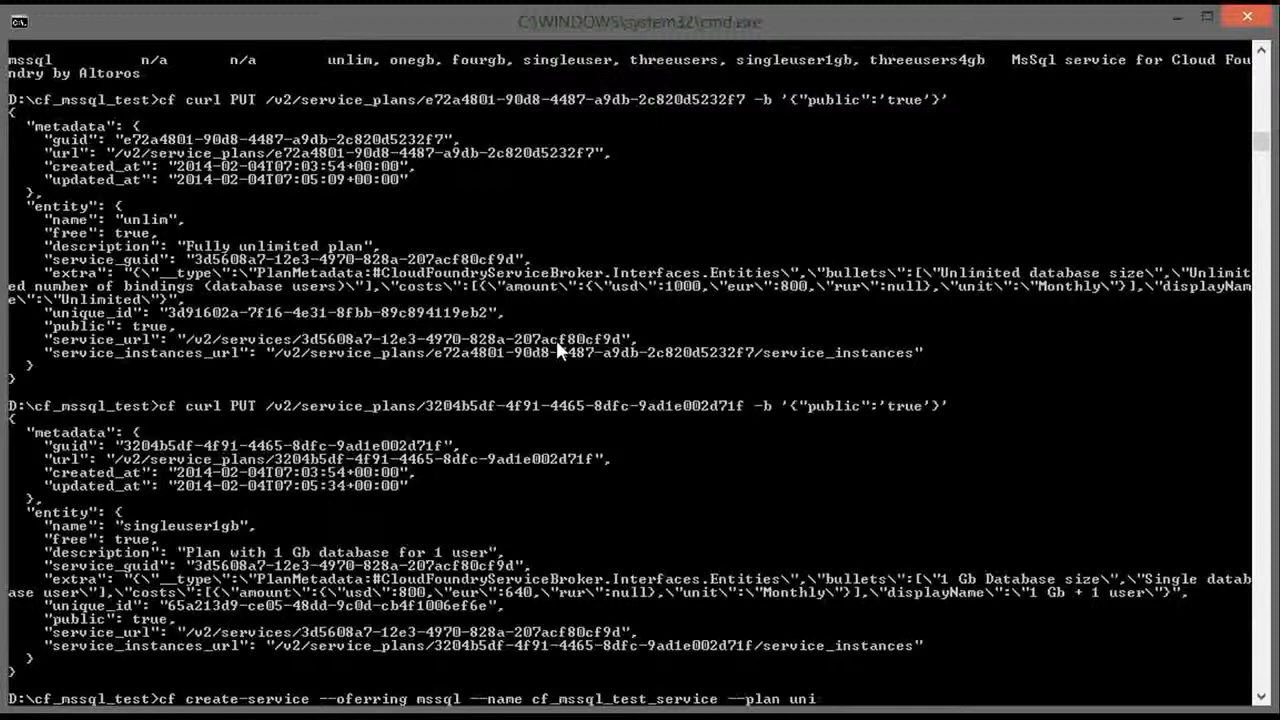 C:\WINDOWS\system32\cmd.exe
mssql          n/a          n/a          unlim, onegb, fourgb, singleuser, threeusers, singleuser1gb, threeusers4gb   MsSql service for Cloud Fou
ndry by Altoros
D:\cf_mssql_test>cf curl PUT /v2/service_plans/e72a4801-90d8-4487-a9db-2c820d5232f7 -b '{"public":'true'}'
{
  "metadata": {
    "guid": "e72a4801-90d8-4487-a9db-2c820d5232f7",
    "url": "/v2/service_plans/e72a4801-90d8-4487-a9db-2c820d5232f7",
    "created_at": "2014-02-04T07:03:54+00:00",
    "updated_at": "2014-02-04T07:05:09+00:00"
  },
  "entity": {
    "name": "unlim",
    "free": true,
    "description": "Fully unlimited plan",
    "service_guid": "3d5608a7-12e3-4970-828a-207acf80cf9d",
    "extra": "{\"__type\":\"PlanMetadata:#CloudFoundryServiceBroker.Interfaces.Entities\",\"bullets\":[\"Unlimited database size\",\"Unlimit
ed number of bindings (database users)\"],\"costs\":[{\"amount\":{\"usd\":1000,\"eur\":800,\"rur\":null},\"unit\":\"Monthly\"}],\"displayNam
e\":\"Unlimited\"}",
    "unique_id": "3d91602a-7f16-4e31-8fbb-89c894119eb2",
    "public": true,
    "service_url": "/v2/services/3d5608a7-12e3-4970-828a-207acf80cf9d",
    "service_instances_url": "/v2/service_plans/e72a4801-90d8-4487-a9db-2c820d5232f7/service_instances"
  }
}
D:\cf_mssql_test>cf curl PUT /v2/service_plans/3204b5df-4f91-4465-8dfc-9ad1e002d71f -b '{"public":'true'}'
{
  "metadata": {
    "guid": "3204b5df-4f91-4465-8dfc-9ad1e002d71f",
    "url": "/v2/service_plans/3204b5df-4f91-4465-8dfc-9ad1e002d71f",
    "created_at": "2014-02-04T07:03:54+00:00",
    "updated_at": "2014-02-04T07:05:34+00:00"
  },
  "entity": {
    "name": "singleuser1gb",
    "free": true,
    "description": "Plan with 1 Gb database for 1 user",
    "service_guid": "3d5608a7-12e3-4970-828a-207acf80cf9d",
    "extra": "{\"__type\":\"PlanMetadata:#CloudFoundryServiceBroker.Interfaces.Entities\",\"bullets\":[\"1 Gb Database size\",\"Single datab
ase user\"],\"costs\":[{\"amount\":{\"usd\":800,\"eur\":640,\"rur\":null},\"unit\":\"Monthly\"}],\"displayName\":\"1 Gb + 1 user\"}",
    "unique_id": "65a213d9-ce05-48dd-9c0d-cb4f1006ef6e",
    "public": true,
    "service_url": "/v2/services/3d5608a7-12e3-4970-828a-207acf80cf9d",
    "service_instances_url": "/v2/service_plans/3204b5df-4f91-4465-8dfc-9ad1e002d71f/service_instances"
  }
}
D:\cf_mssql_test>cf create-service --oferring mssql --name cf_mssql_test_service --plan uni